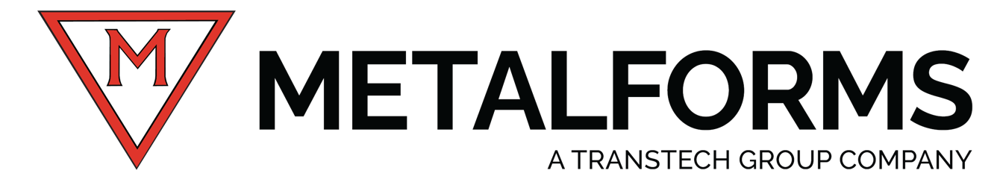 M
METALFORMS
A TRANSTECH GROUP COMPANY